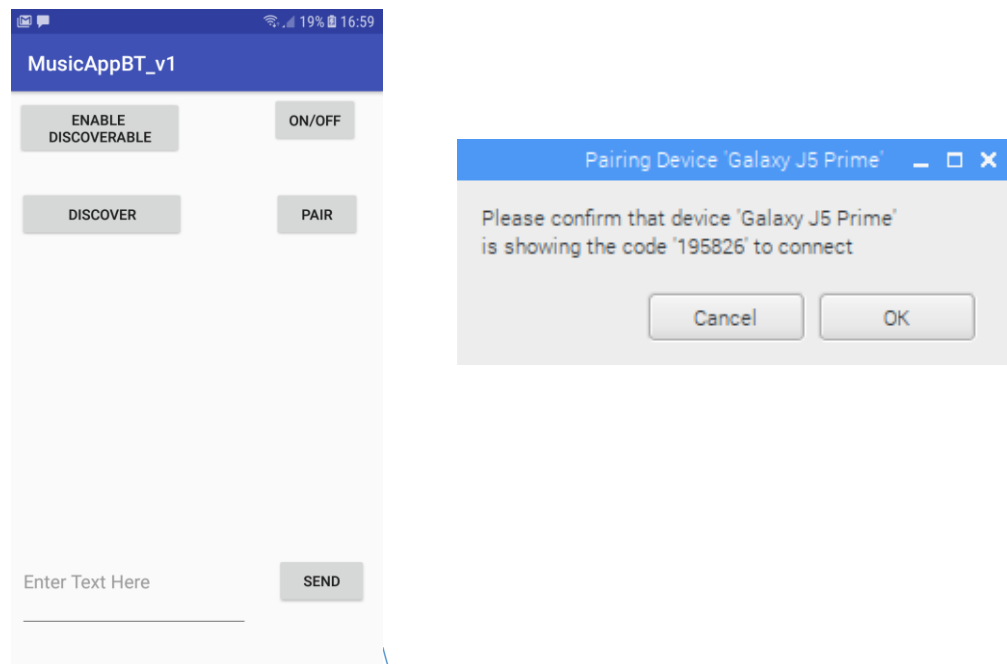 19% 16:59
MusicAppBT_v1
ENABLE
DISCOVERABLE
ON/OFF
DISCOVER
PAIR
Enter Text Here
SEND
Pairing Device 'Galaxy J5 Prime'
Please confirm that device 'Galaxy J5 Prime'
is showing the code '195826' to connect
Cancel
OK